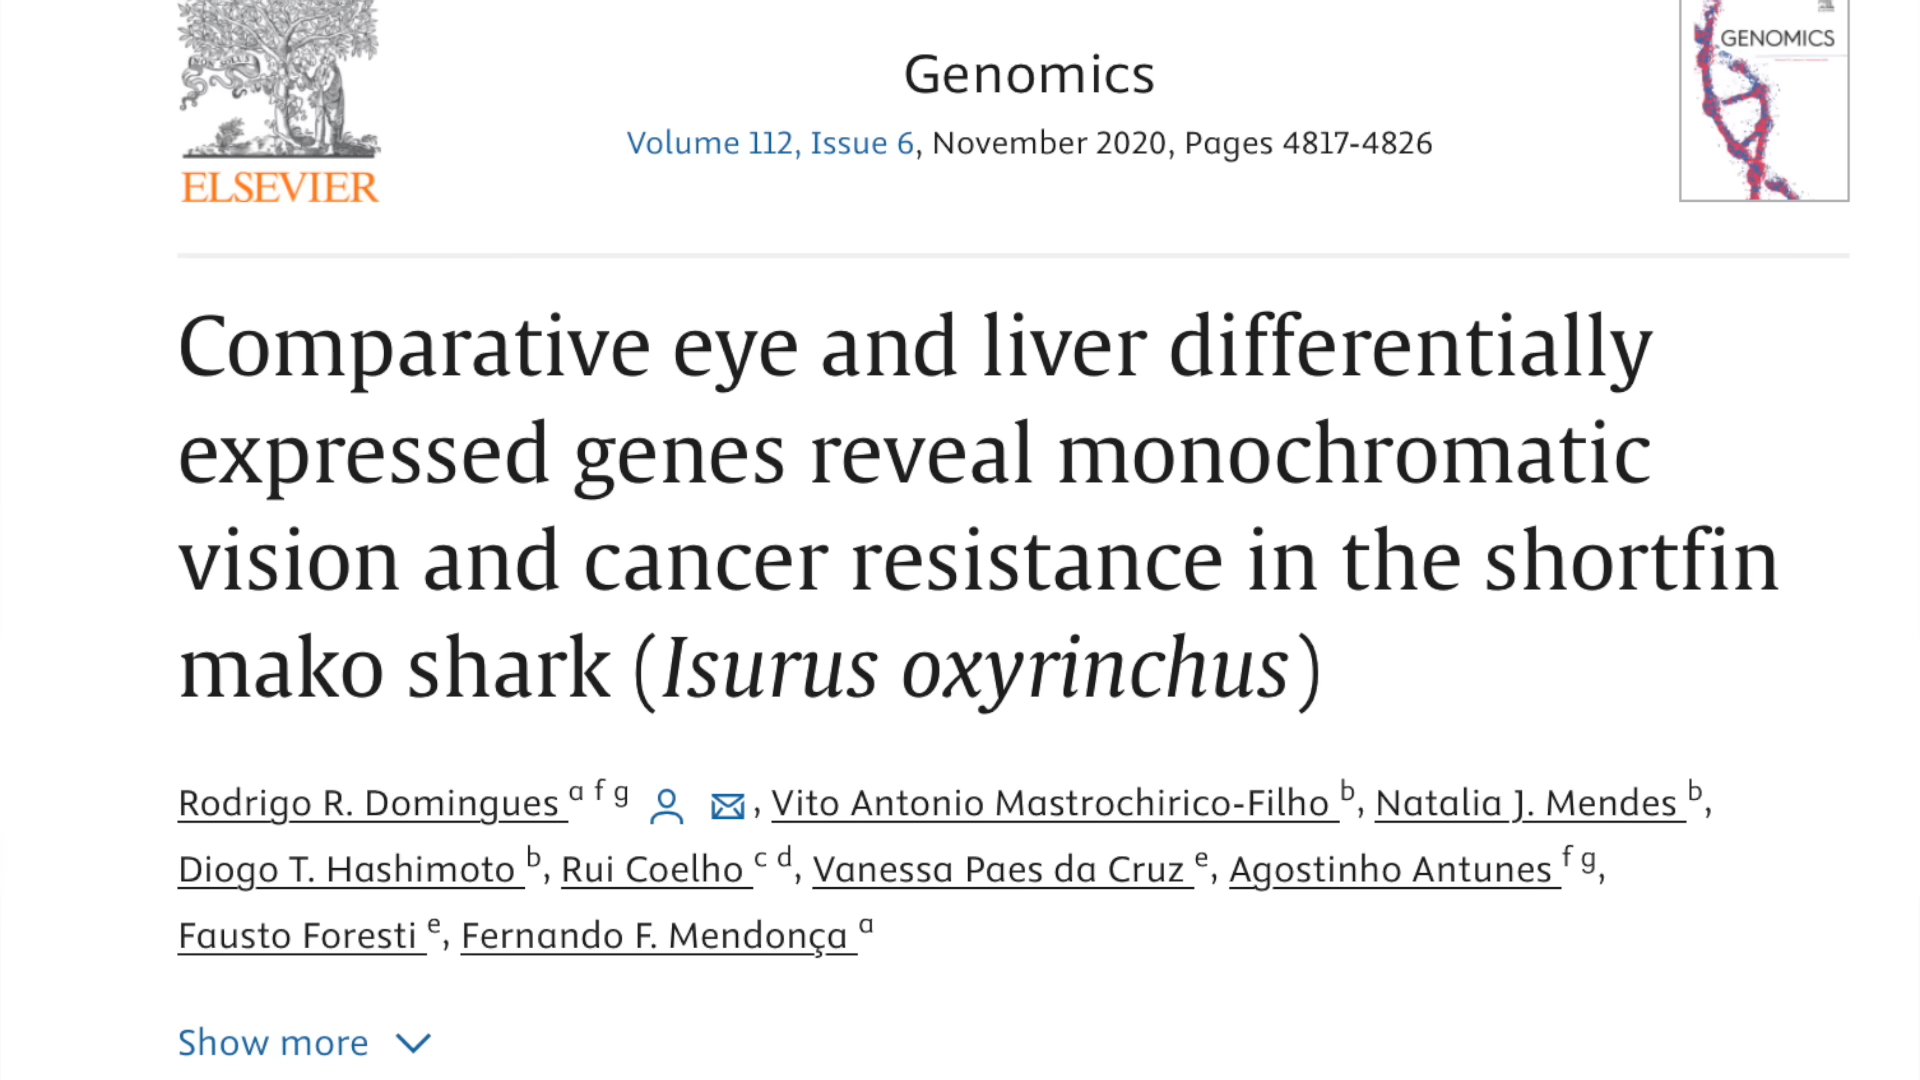 NON SOLUS
ELSEVIER
Genomics
Volume 112, Issue 6, November 2020, Pages 4817-4826
GENOMICS
Comparative eye and liver differentially
expressed genes reveal monochromatic
vision and cancer resistance in the shortfin
mako shark (Isurus oxyrinchus)
Rodrigo R. Domingues a f g, Vito Antonio Mastrochirico-Filho b, Natalia J. Mendes b,
Diogo T. Hashimoto b, Rui Coelho c d, Vanessa Paes da Cruz e, Agostinho Antunes f g,
Fausto Foresti e, Fernando F. Mendonça a
Show more